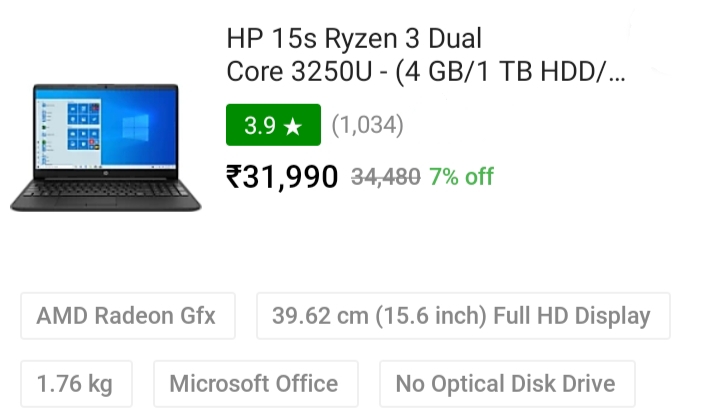 HP 15s Ryzen 3 Dual
Core 3250U - (4 GB/1 TB HDD/...
3.9 ★ (1,034)
₹31,990 34,480 7% off
AMD Radeon Gfx 39.62 cm (15.6 inch) Full HD Display
1.76 kg Microsoft Office No Optical Disk Drive